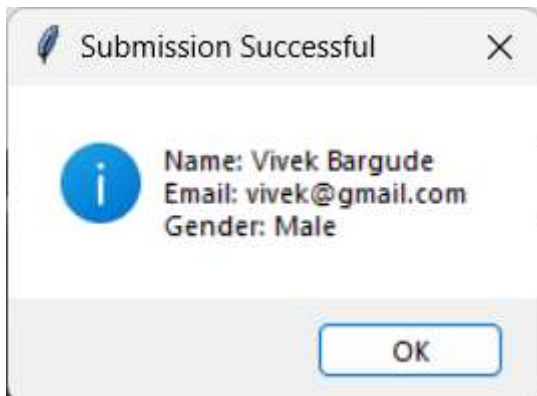 Submission Successful
Name: Vivek Bargude
Email: vivek@gmail.com
Gender: Male
OK